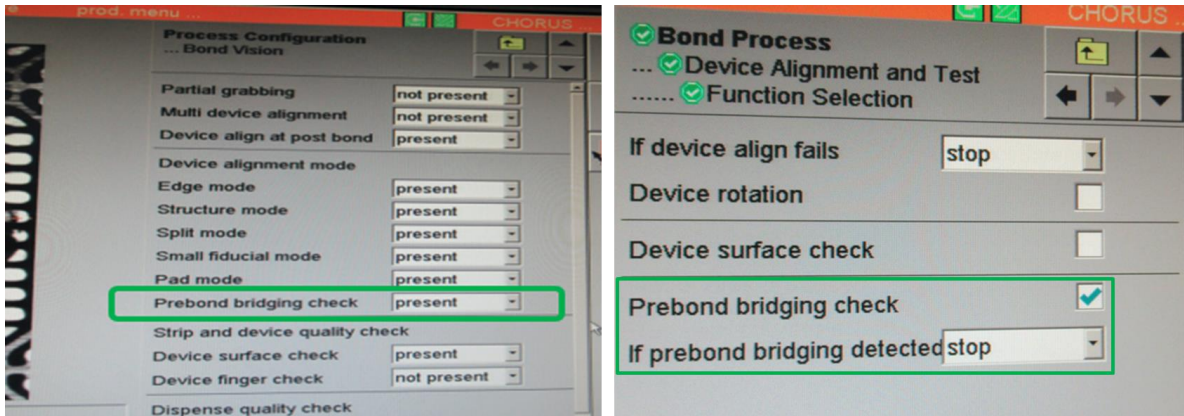 prod. menu ...
CHORUS ..
Process Configuration
... Bond Vision
Partial grabbing not present
Multi device alignment not present
Device align at post bond present
Device alignment mode
Edge mode present
Structure mode present
Split mode present
Small fiducial mode present
Pad mode present
Prebond bridging check present
Strip and device quality check
Device surface check present
Device finger check not present
Dispense quality check
CHORUS ..
Bond Process
... Device Alignment and Test
...... Function Selection
If device align fails stop
Device rotation
Device surface check
Prebond bridging check
If prebond bridging detected stop